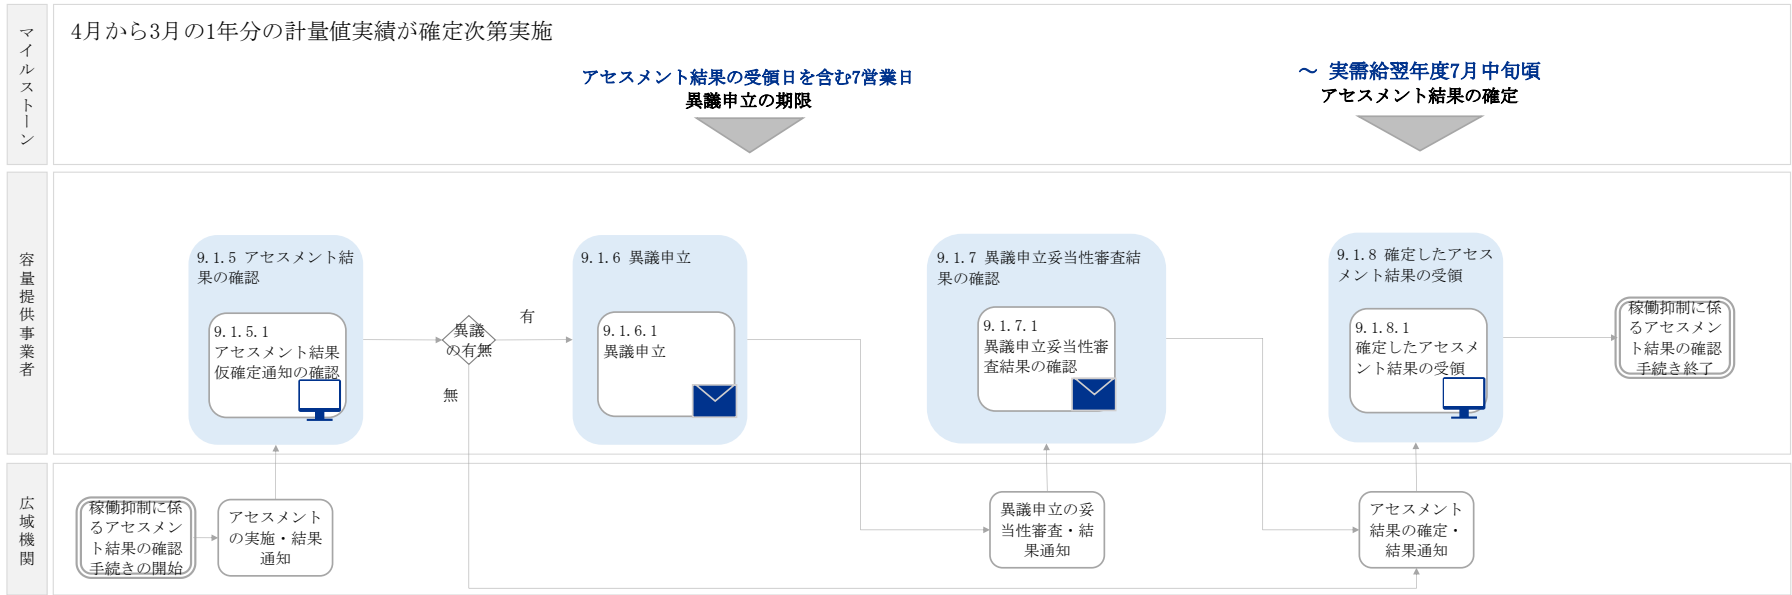 マイルストーン
4月から3月の1年分の計量値実績が確定次第実施
アセスメント結果の受領日を含む7営業日
異議申立の期限
～ 実需給翌年度7月中旬頃
アセスメント結果の確定
容量提供事業者
9.1.5 アセスメント結
果の確認
9.1.5.1
アセスメント結果
仮確定通知の確認
異議
の有無
有
無
9.1.6 異議申立
9.1.6.1
異議申立
9.1.7 異議申立妥当性審査結
果の確認
9.1.7.1
異議申立妥当性審
査結果の確認
9.1.8 確定したアセス
メント結果の受領
9.1.8.1
確定したアセスメ
ント結果の受領
稼働抑制に係
るアセスメン
ト結果の確認
手続き終了
広域機関
稼働抑制に係
るアセスメン
ト結果の確認
手続きの開始
アセスメント
の実施・結果
通知
異議申立の妥
当性審査・結
果通知
アセスメント
結果の確定・
結果通知